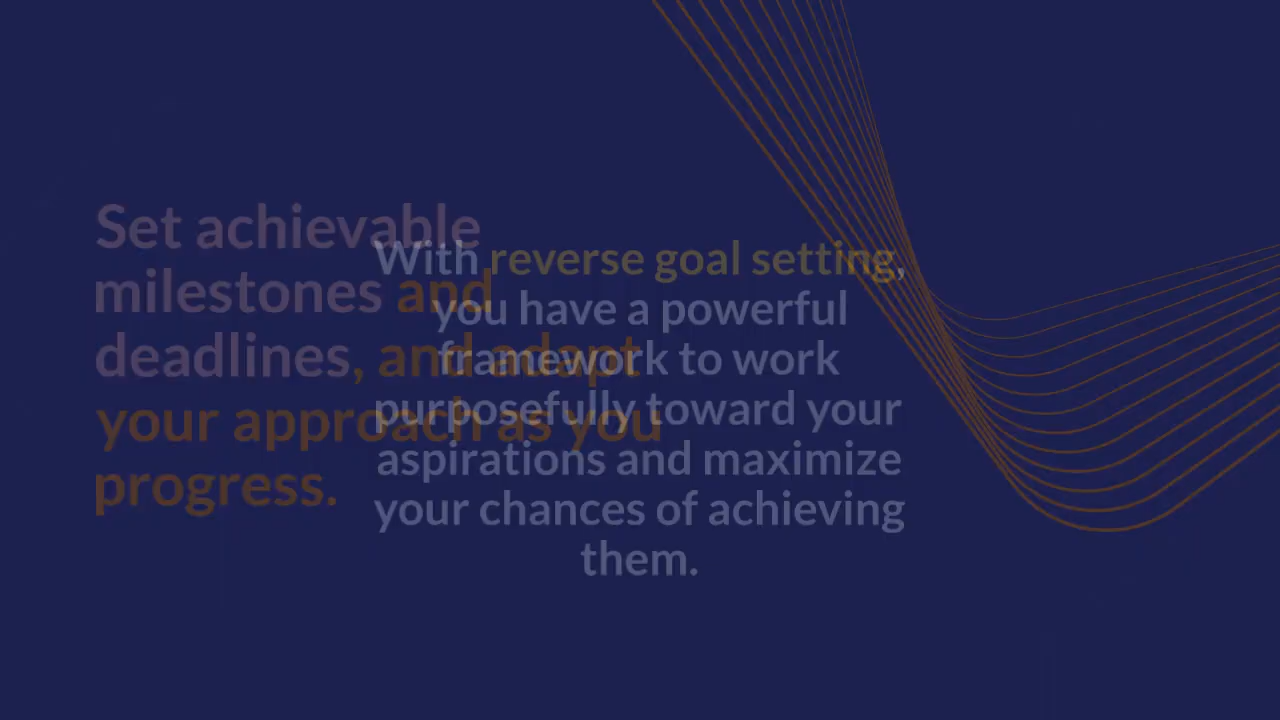 Set achievable
milestones and
deadlines, and adapt
your approach as you
progress.
With reverse goal setting,
you have a powerful
framework to work
purposefully toward your
aspirations and maximize
your chances of achieving
them.